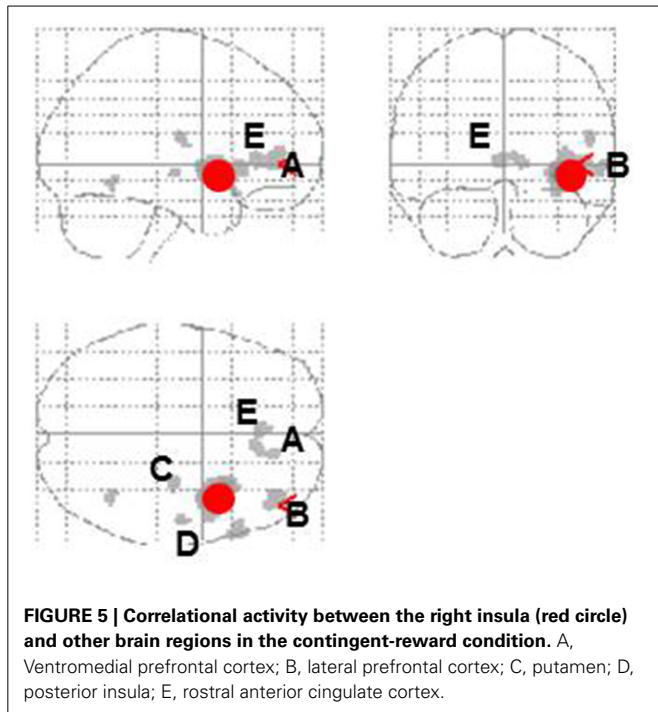 E
A
E
B
E
A
C
B
D
FIGURE 5 | Correlational activity between the right insula (red circle)
and other brain regions in the contingent-reward condition. A,
Ventromedial prefrontal cortex; B, lateral prefrontal cortex; C, putamen; D,
posterior insula; E, rostral anterior cingulate cortex.